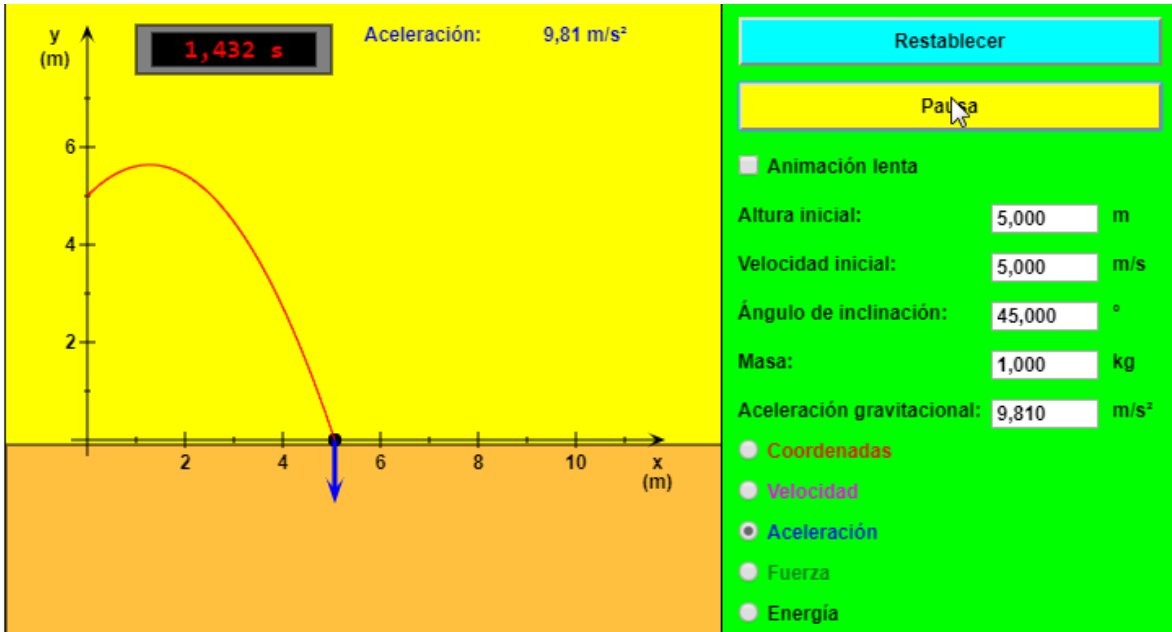 y
(m)
1,432 s
Aceleración: 9,81 m/s²
6
4
2
2 4 6 8 10 x
(m)
Restablecer
Pausa
Animación lenta
Altura inicial: 5,000 m
Velocidad inicial: 5,000 m/s
Ángulo de inclinación: 45,000 °
Masa: 1,000 kg
Aceleración gravitacional: 9,810 m/s²
Coordenadas
Velocidad
Aceleración
Fuerza
Energía